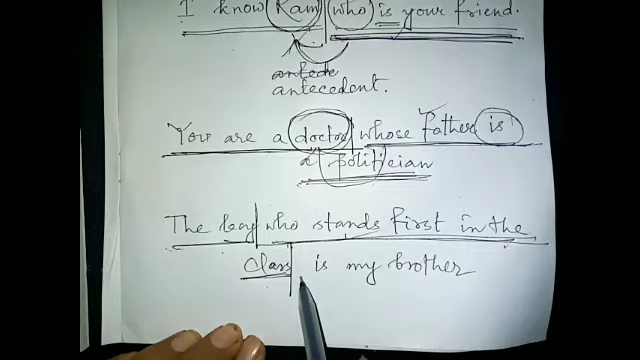 I know Ram who is your friend.
antede
antecedent.
You are a doctor whose Father is
a politician
The boy who stands first in the
class is my brother